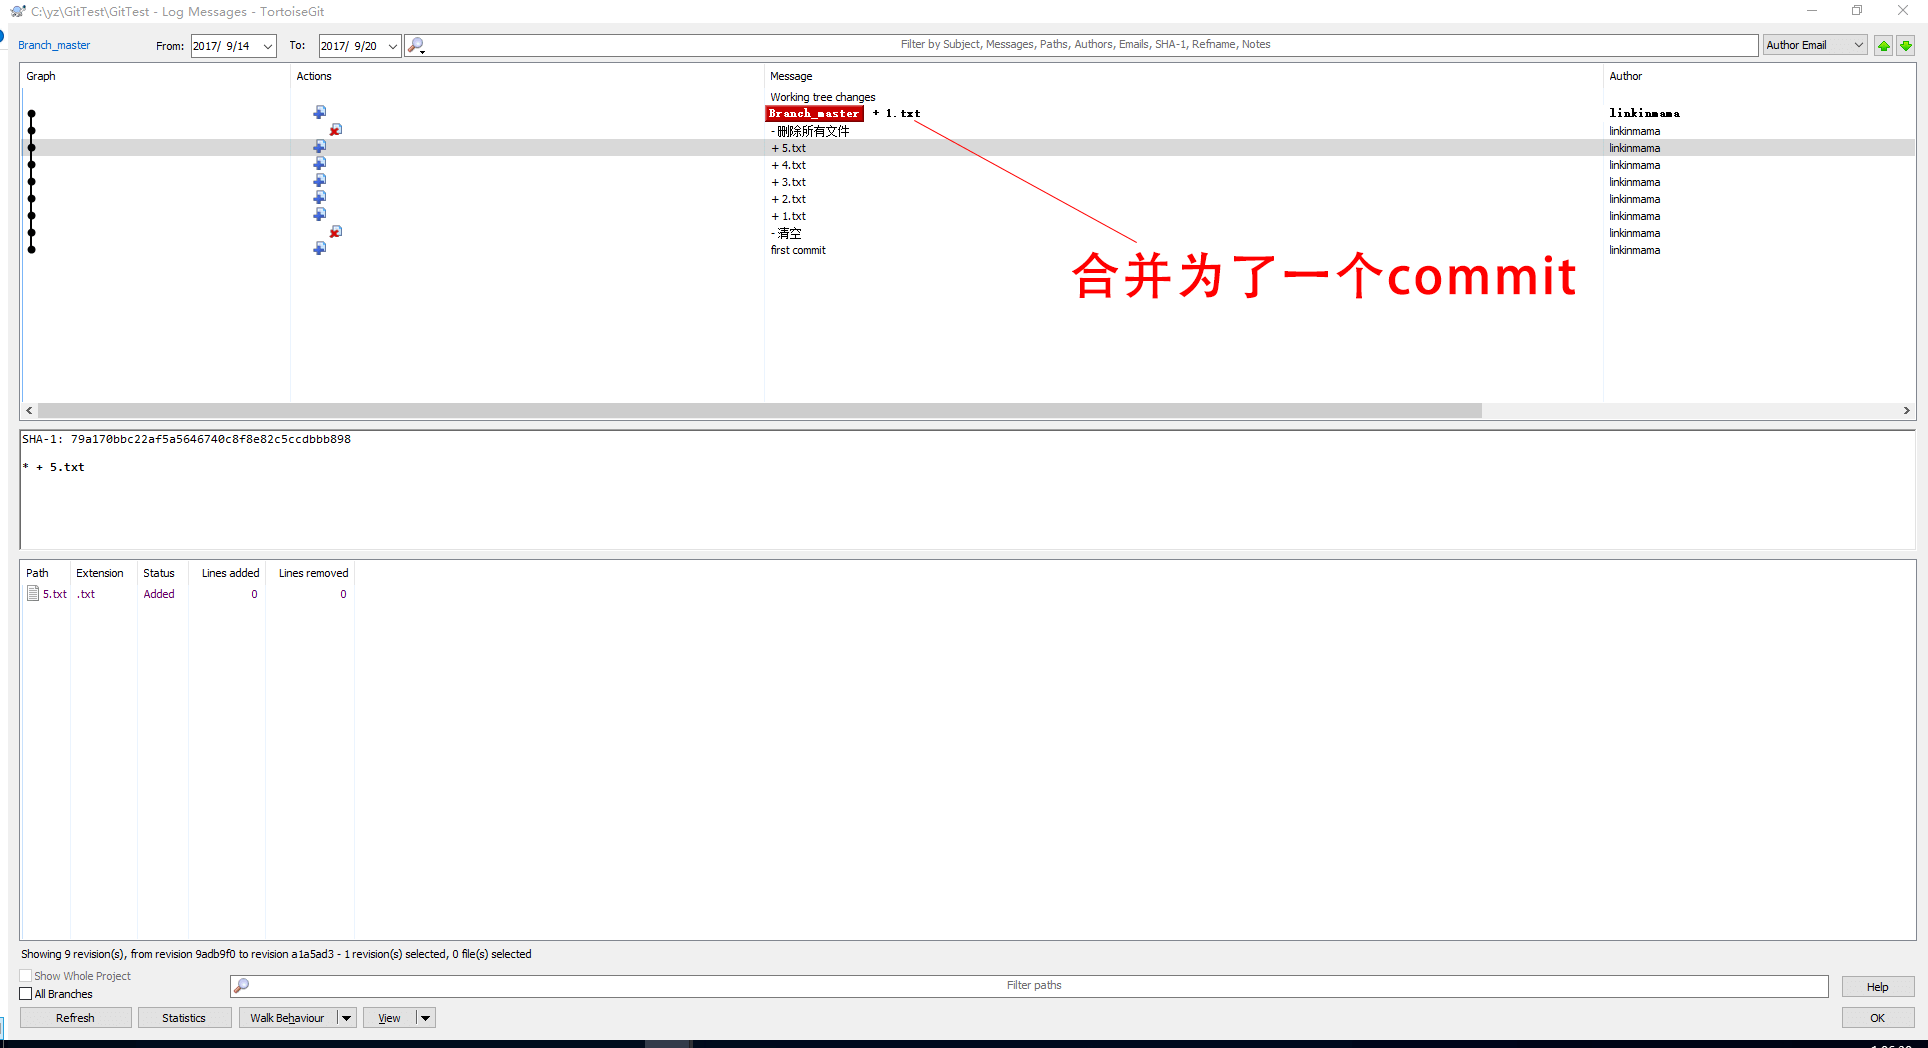 C:\yz\GitTest\GitTest - Log Messages - TortoiseGit
Branch_master From: 2017/ 9/14 To: 2017/ 9/20 Filter by Subject, Messages, Paths, Authors, Emails, SHA-1, Refname, Notes Author Email
Graph Actions Message Author
Working tree changes
Branch_master + 1.txt linkinmama
- 删除所有文件 linkinmama
+ 5.txt linkinmama
+ 4.txt linkinmama
+ 3.txt linkinmama
+ 2.txt linkinmama
+ 1.txt linkinmama
- 清空 linkinmama
first commit linkinmama
合并为了一个commit
SHA-1: 79a170bbc22af5a5646740c8f8e82c5ccdbbb898
* + 5.txt
Path Extension Status Lines added Lines removed
5.txt .txt Added 0 0
Showing 9 revision(s), from revision 9adb9f0 to revision a1a5ad3 - 1 revision(s) selected, 0 file(s) selected
Show Whole Project
All Branches Filter paths Help
Refresh Statistics Walk Behaviour View OK